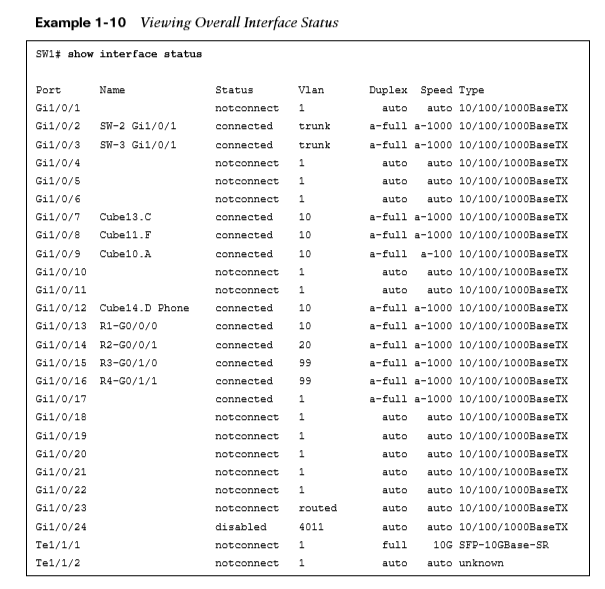 Example 1-10 Viewing Overall Interface Status
SW1# show interface status
Port Name Status Vlan Duplex Speed Type
Gi1/0/1 notconnect 1 auto auto 10/100/1000BaseTX
Gi1/0/2 SW-2 Gi1/0/1 connected trunk a-full a-1000 10/100/1000BaseTX
Gi1/0/3 SW-3 Gi1/0/1 connected trunk a-full a-1000 10/100/1000BaseTX
Gi1/0/4 notconnect 1 auto auto 10/100/1000BaseTX
Gi1/0/5 notconnect 1 auto auto 10/100/1000BaseTX
Gi1/0/6 notconnect 1 auto auto 10/100/1000BaseTX
Gi1/0/7 Cube13.C connected 10 a-full a-1000 10/100/1000BaseTX
Gi1/0/8 Cube11.F connected 10 a-full a-1000 10/100/1000BaseTX
Gi1/0/9 Cube10.A connected 10 a-full a-100 10/100/1000BaseTX
Gi1/0/10 notconnect 1 auto auto 10/100/1000BaseTX
Gi1/0/11 notconnect 1 auto auto 10/100/1000BaseTX
Gi1/0/12 Cube14.D Phone connected 10 a-full a-1000 10/100/1000BaseTX
Gi1/0/13 R1-G0/0/0 connected 10 a-full a-1000 10/100/1000BaseTX
Gi1/0/14 R2-G0/0/1 connected 20 a-full a-1000 10/100/1000BaseTX
Gi1/0/15 R3-G0/1/0 connected 99 a-full a-1000 10/100/1000BaseTX
Gi1/0/16 R4-G0/1/1 connected 99 a-full a-1000 10/100/1000BaseTX
Gi1/0/17 connected 1 a-full a-1000 10/100/1000BaseTX
Gi1/0/18 notconnect 1 auto auto 10/100/1000BaseTX
Gi1/0/19 notconnect 1 auto auto 10/100/1000BaseTX
Gi1/0/20 notconnect 1 auto auto 10/100/1000BaseTX
Gi1/0/21 notconnect 1 auto auto 10/100/1000BaseTX
Gi1/0/22 notconnect 1 auto auto 10/100/1000BaseTX
Gi1/0/23 notconnect routed auto auto 10/100/1000BaseTX
Gi1/0/24 disabled 4011 auto auto 10/100/1000BaseTX
Te1/1/1 notconnect 1 full 10G SFP-10GBase-SR
Te1/1/2 notconnect 1 auto auto unknown